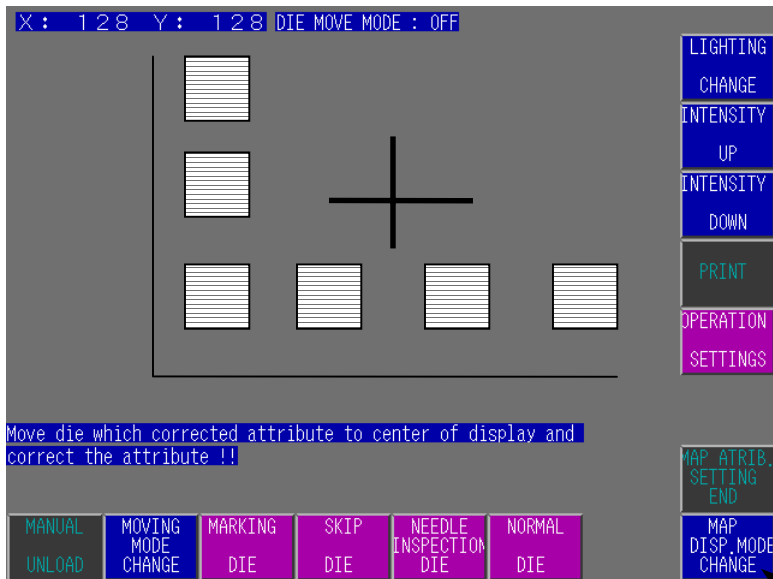 X: 128 Y: 128 DIE MOVE MODE : OFF
LIGHTING
CHANGE
INTENSITY
UP
INTENSITY
DOWN
PRINT
OPERATION
SETTINGS
Move die which corrected attribute to center of display and
correct the attribute !!
MAP ATRIB.
SETTING
END
MANUAL
UNLOAD
MOVING
MODE
CHANGE
MARKING
DIE
SKIP
DIE
NEEDLE
INSPECTION
DIE
NORMAL
DIE
MAP
DISP.MODE
CHANGE